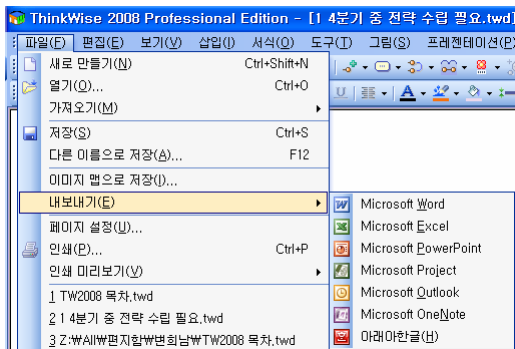 ThinkWise 2008 Professional Edition - [1 4분기 중 전략 수립 필요.twd]
파일(F) 편집(E) 보기(V) 삽입(I) 서식(O) 도구(T) 그림(S) 프레젠테이션(P)
새로 만들기(N) Ctrl+Shift+N
열기(O)... Ctrl+O
가져오기(M)
저장(S) Ctrl+S
다른 이름으로 저장(A)... F12
이미지 맵으로 저장(I)...
내보내기(E)
Microsoft Word
페이지 설정(U)...
Microsoft Excel
인쇄(P)... Ctrl+P
Microsoft PowerPoint
인쇄 미리보기(V)
Microsoft Project
1 TW2008 목차.twd
Microsoft Outlook
2 1 4분기 중 전략 수립 필요.twd
Microsoft OneNote
3 Z:₩All₩편지함₩변희남₩TW2008 목차.twd
아래아한글(H)